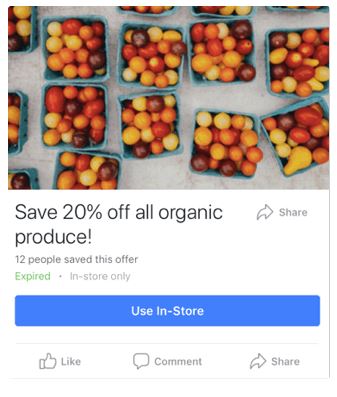 Save 20% off all organic
produce!
Share
12 people saved this offer
Expired · In-store only
Use In-Store
Like
Comment
Share